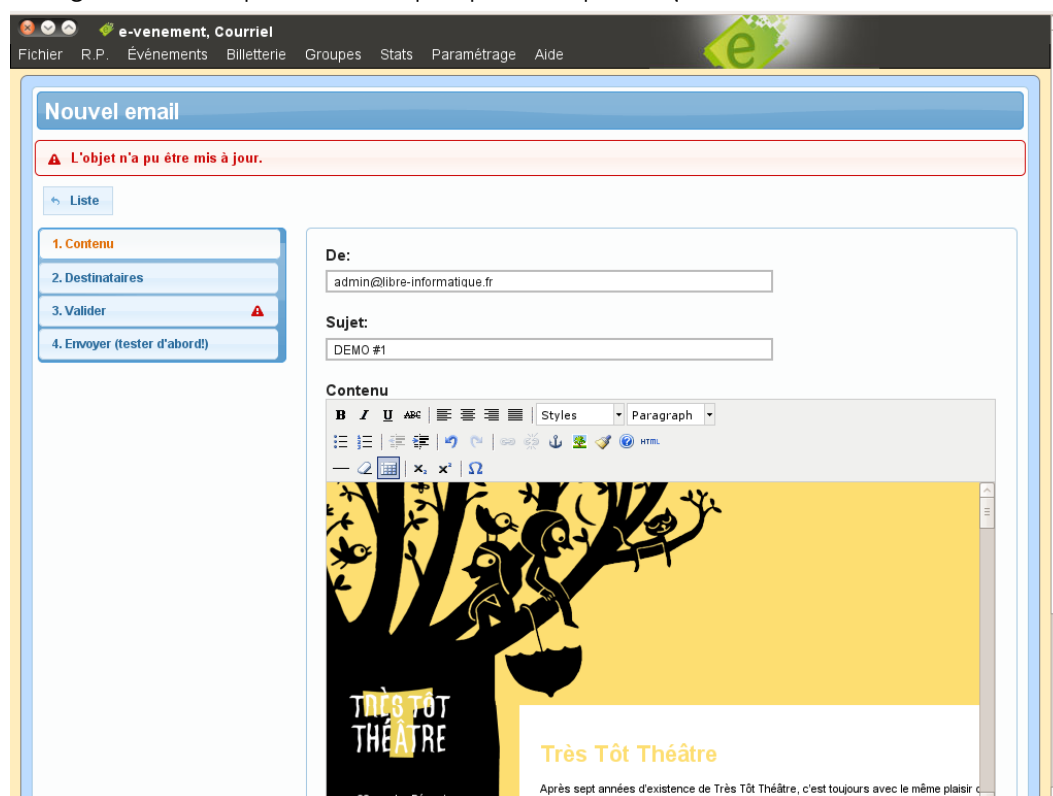 e-venement, Courriel
Fichier R.P. Événements Billetterie Groupes Stats Paramétrage Aide
e
Nouvel email
L'objet n'a pu être mis à jour.
Liste
1. Contenu
2. Destinataires
3. Valider
4. Envoyer (tester d'abord!)
De:
admin@libre-informatique.fr
Sujet:
DEMO #1
Contenu
B I U ABC Styles Paragraph
HTML
x₂ x² Ω
TRÈS TÔT
THÉÂTRE
Très Tôt Théâtre
Après sept années d'existence de Très Tôt Théâtre, c'est toujours avec le même plaisir